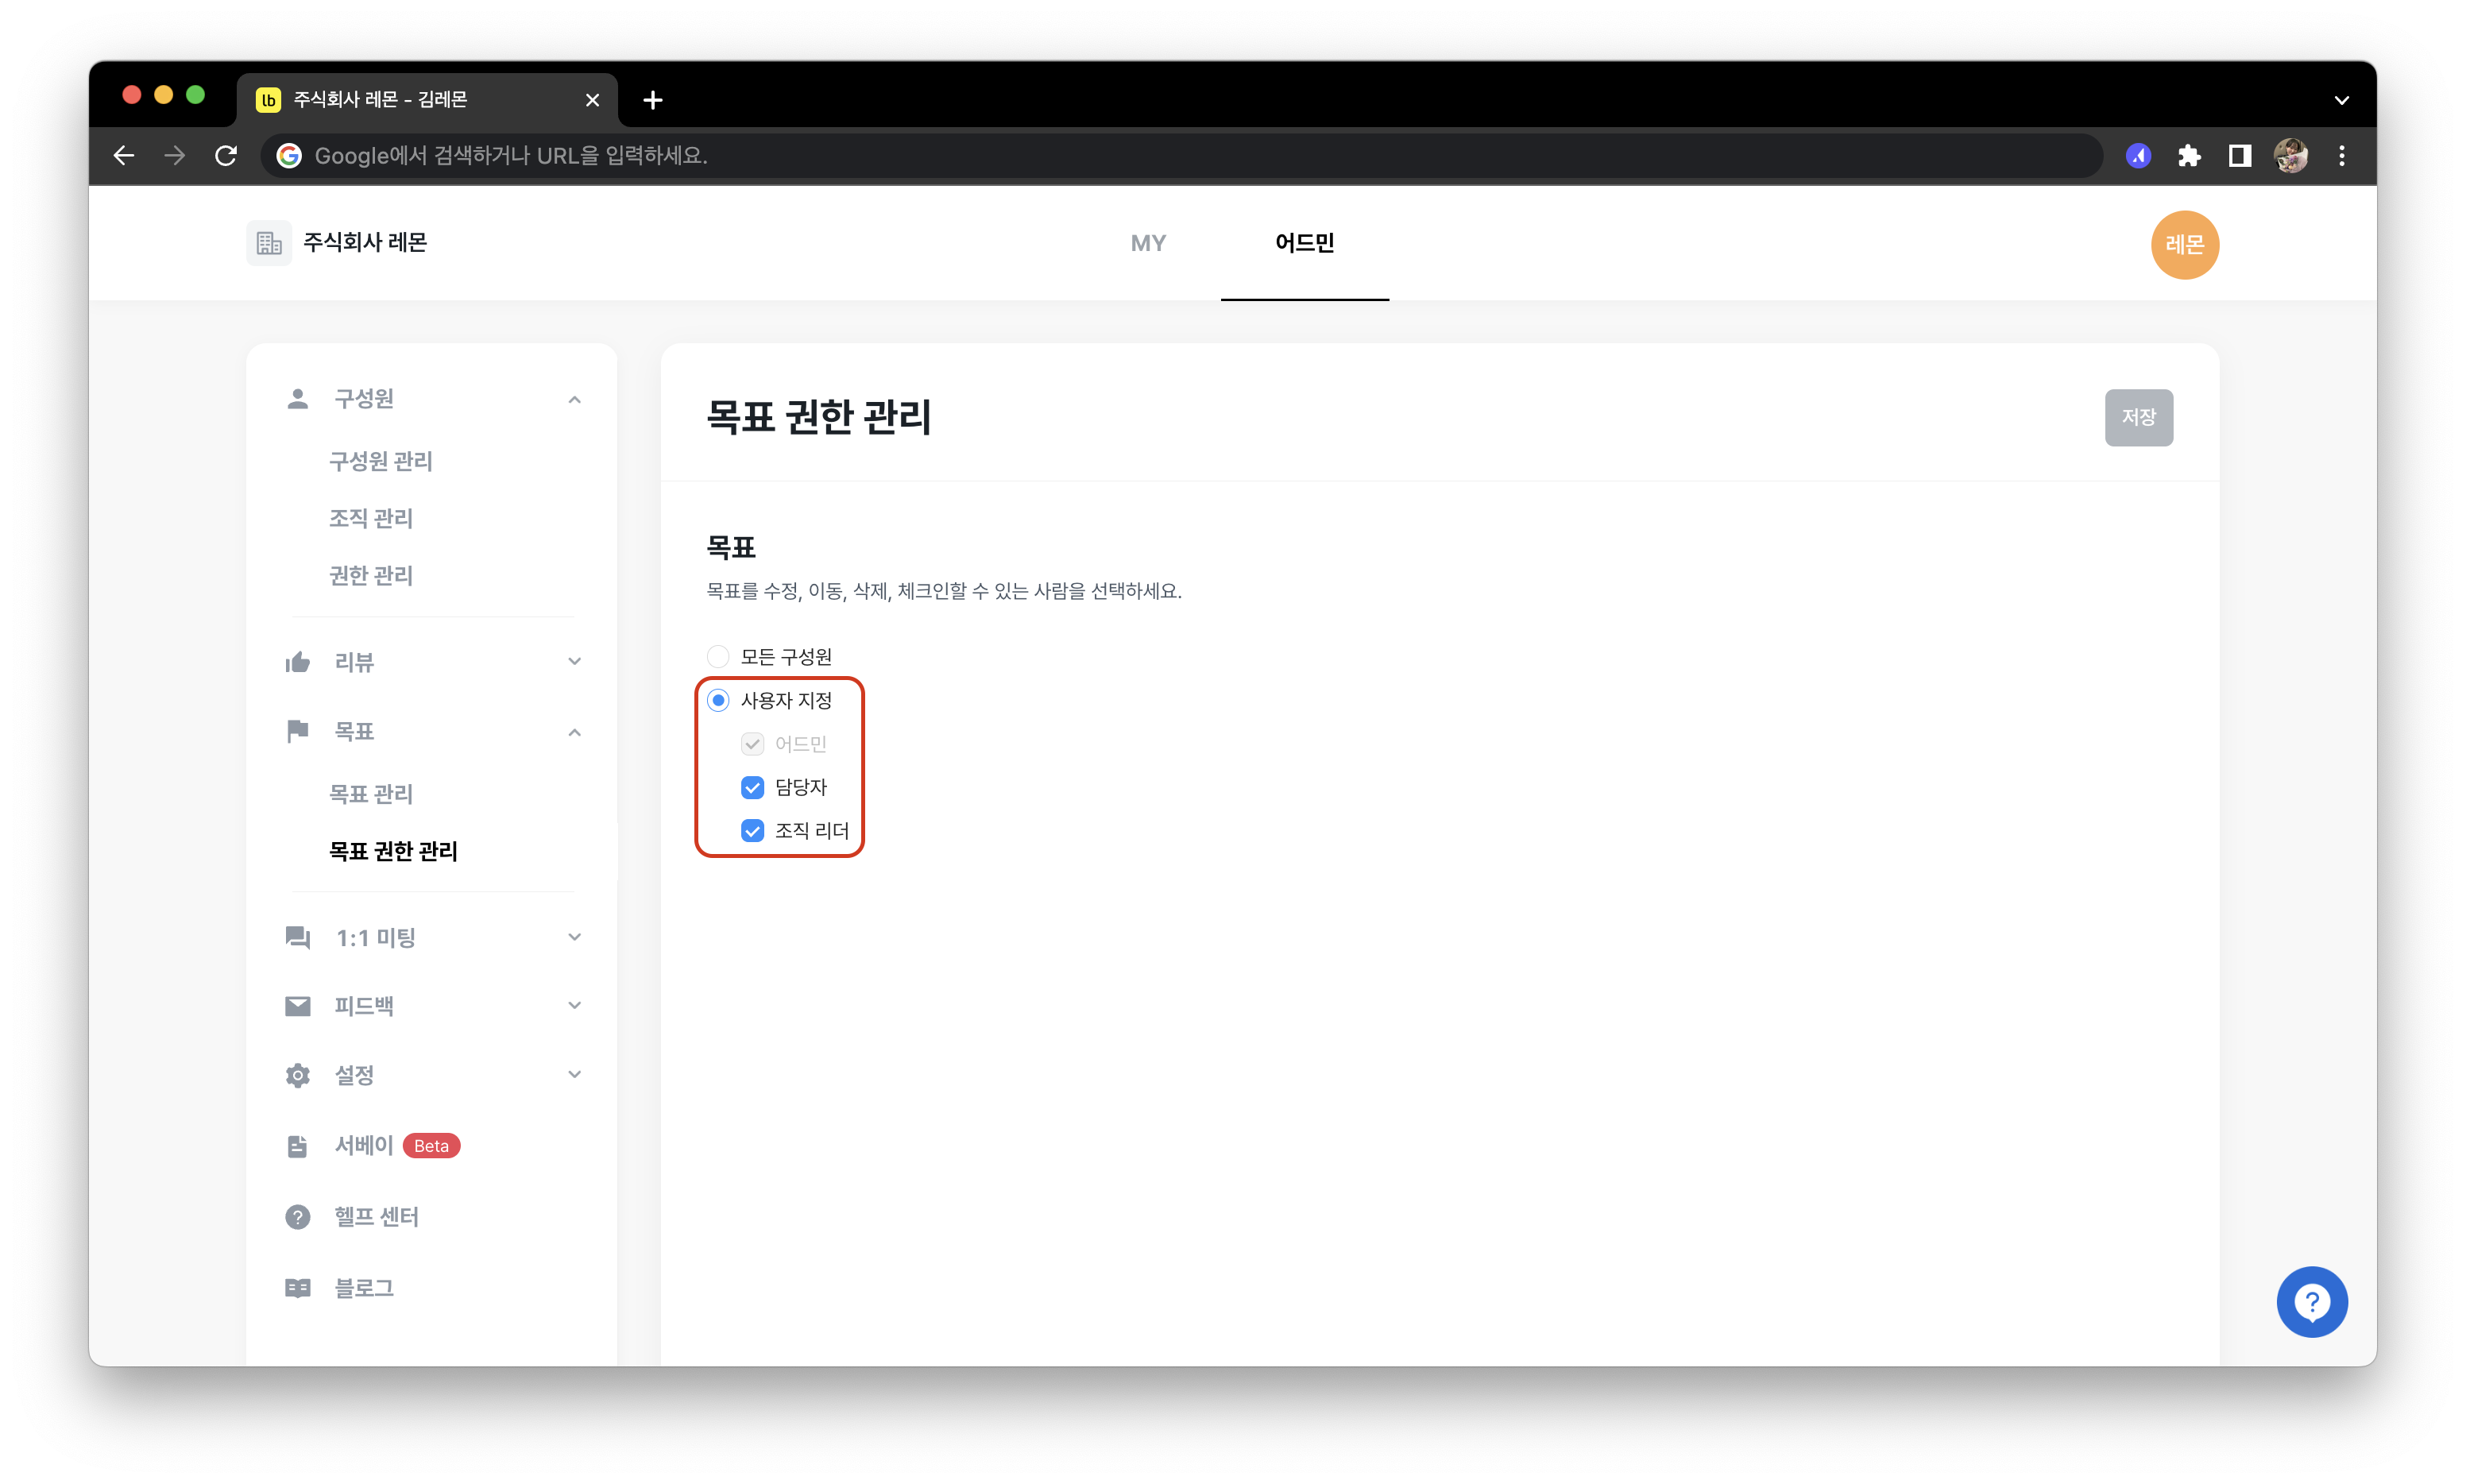 lb 주식회사 레몬 - 김레몬
Google에서 검색하거나 URL을 입력하세요.
주식회사 레몬
MY
어드민
레몬
구성원
구성원 관리
조직 관리
권한 관리
리뷰
목표
목표 관리
목표 권한 관리
1:1 미팅
피드백
설정
서베이 Beta
헬프 센터
블로그
목표 권한 관리
저장
목표
목표를 수정, 이동, 삭제, 체크인할 수 있는 사람을 선택하세요.
모든 구성원
사용자 지정
어드민
담당자
조직 리더